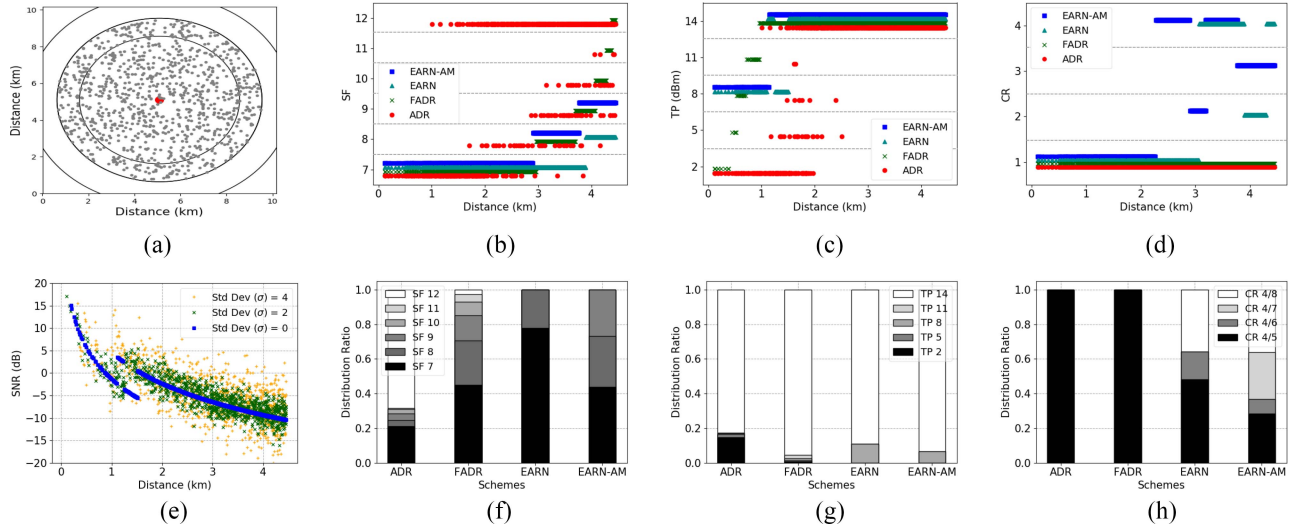 Distance (km)
10
8
6
4
2
0
0 2 4 6 8 10
Distance (km)
(a)
SF
12
11
10
9
8
7
EARN-AM
EARN
FADR
ADR
0 1 2 3 4
Distance (km)
(b)
TP (dBm)
14
11
8
5
2
EARN-AM
EARN
FADR
ADR
0 1 2 3 4
Distance (km)
(c)
CR
4
3
2
1
EARN-AM
EARN
FADR
ADR
0 1 2 3 4
Distance (km)
(d)
SNR (dB)
20
15
10
5
0
−5
−10
−15
−20
Std Dev (σ) = 4
Std Dev (σ) = 2
Std Dev (σ) = 0
0 1 2 3 4
Distance (km)
(e)
Distribution Ratio
1.0
0.8
0.6
0.4
0.2
0.0
SF 12
SF 11
SF 10
SF 9
SF 8
SF 7
ADR FADR EARN EARN-AM
Schemes
(f)
Distribution Ratio
1.0
0.8
0.6
0.4
0.2
0.0
TP 14
TP 11
TP 8
TP 5
TP 2
ADR FADR EARN EARN-AM
Schemes
(g)
Distribution Ratio
1.0
0.8
0.6
0.4
0.2
0.0
CR 4/8
CR 4/7
CR 4/6
CR 4/5
ADR FADR EARN EARN-AM
Schemes
(h)